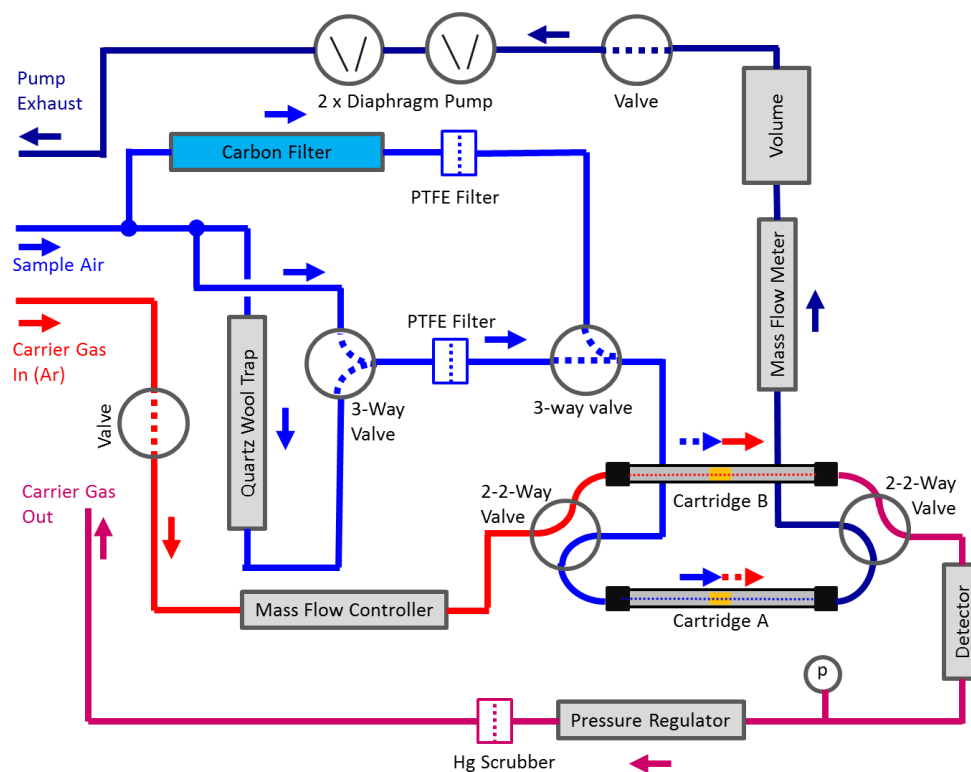 Pump
Exhaust
2 x Diaphragm Pump
Valve
Volume
Carbon Filter
PTFE Filter
Sample Air
Mass Flow Meter
Carrier Gas
In (Ar)
Valve
Quartz Wool Trap
3-Way
Valve
PTFE Filter
3-way valve
Carrier Gas
Out
2-2-Way
Valve
Cartridge B
2-2-Way
Valve
Mass Flow Controller
Cartridge A
Detector
p
Pressure Regulator
Hg Scrubber